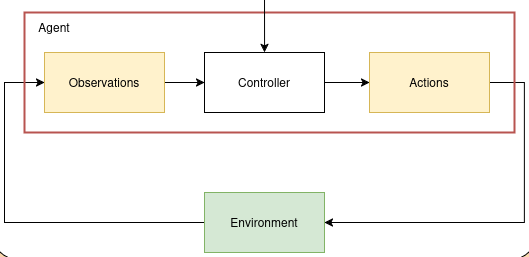 Agent
Observations
Controller
Actions
Environment